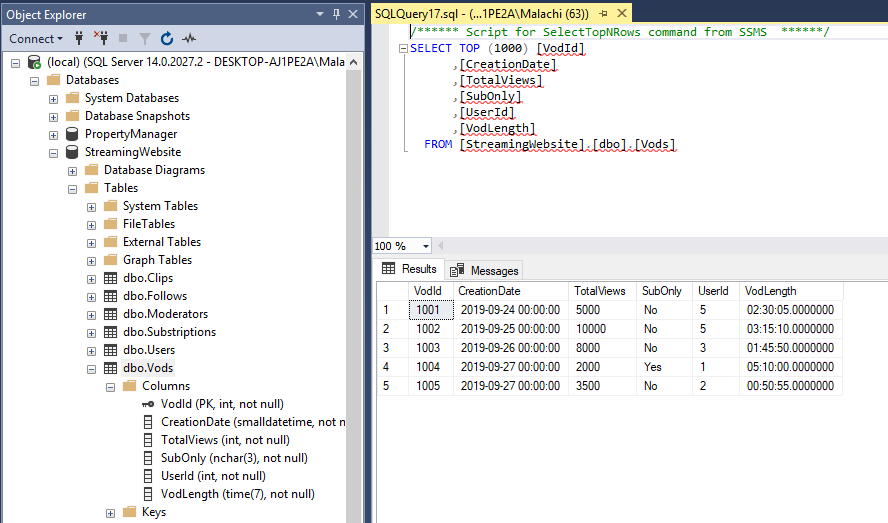 Object Explorer
Connect
(local) (SQL Server 14.0.2027.2 - DESKTOP-AJ1PE2A\Mala
Databases
System Databases
Database Snapshots
PropertyManager
StreamingWebsite
Database Diagrams
Tables
System Tables
FileTables
External Tables
Graph Tables
dbo.Clips
dbo.Follows
dbo.Moderators
dbo.Substriptions
dbo.Users
dbo.Vods
Columns
VodId (PK, int, not null)
CreationDate (smalldatetime, not n
TotalViews (int, not null)
SubOnly (nchar(3), not null)
UserId (int, not null)
VodLength (time(7), not null)
Keys
SQLQuery17.sql - (...1PE2A\Malachi (63))
/****** Script for SelectTopNRows command from SSMS ******/
SELECT TOP (1000) [VodId]
,[CreationDate]
,[TotalViews]
,[SubOnly]
,[UserId]
,[VodLength]
FROM [StreamingWebsite].[dbo].[Vods]
100 %
Results Messages
VodId CreationDate TotalViews SubOnly UserId VodLength
1 1001 2019-09-24 00:00:00 5000 No 5 02:30:05.0000000
2 1002 2019-09-25 00:00:00 10000 No 5 03:15:10.0000000
3 1003 2019-09-26 00:00:00 8000 No 3 01:45:50.0000000
4 1004 2019-09-27 00:00:00 2000 Yes 1 05:10:00.0000000
5 1005 2019-09-27 00:00:00 3500 No 2 00:50:55.0000000